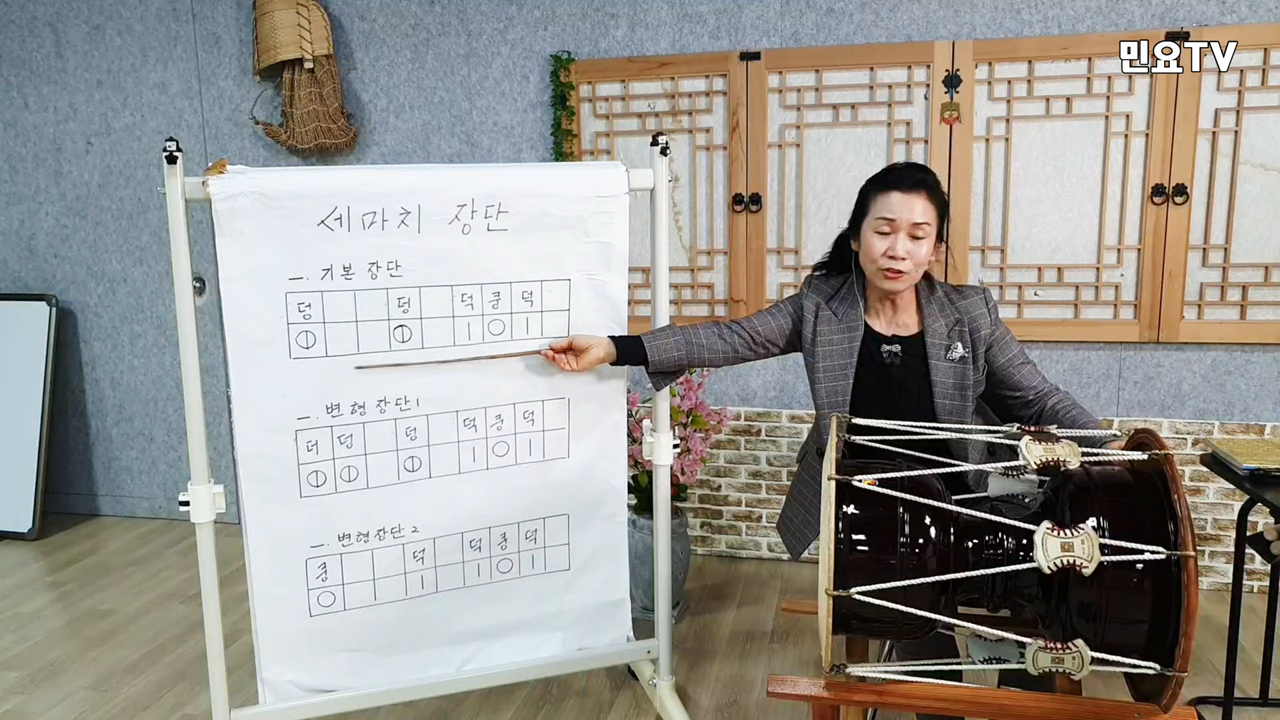 민요TV
세마치 장단
一. 기본 장단
덩 덩 덕 쿵 덕
一. 변형장단1
더 덩 덩 덕 쿵 덕
一. 변형장단 2
쿵 덕 덕 쿵 덕